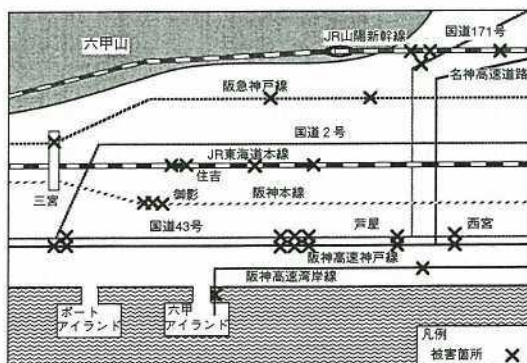 六甲山
JR山陽新幹線
国道171号
名神高速道路
阪急神戸線
国道2号
JR東海道本線
住吉
三宮
御影
阪神本線
国道43号
芦屋
西宮
阪神高速神戸線
阪神高速湾岸線
ポート
アイランド
六甲
アイランド
凡例
被害箇所